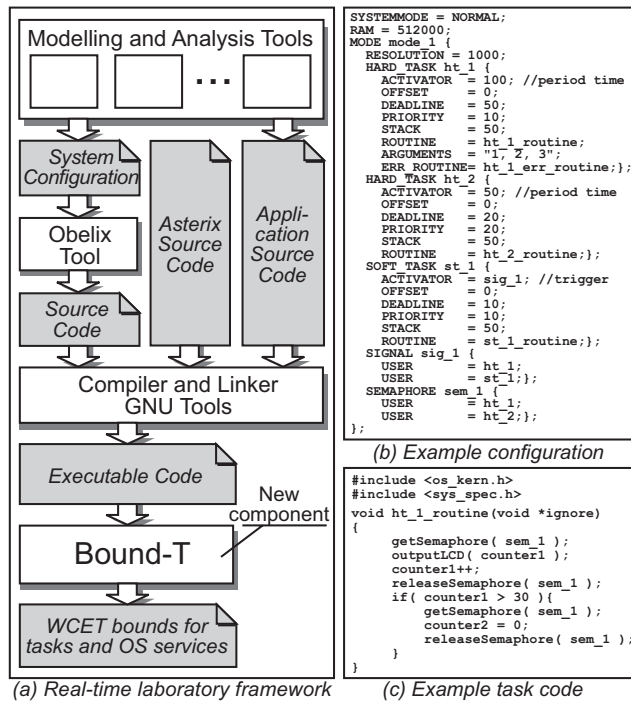 Modelling and Analysis Tools
...
System
Configuration
Obelix
Tool
Source
Code
Asterix
Source
Code
Appli-
cation
Source
Code
Compiler and Linker
GNU Tools
Executable Code
New
component
Bound-T
WCET bounds for
tasks and OS services
(a) Real-time laboratory framework
SYSTEMMODE = NORMAL;
RAM = 512000;
MODE mode_1 {
RESOLUTION = 1000;
HARD_TASK ht_1 {
ACTIVATOR = 100; //period time
OFFSET = 0;
DEADLINE = 50;
PRIORITY = 10;
STACK = 50;
ROUTINE = ht_1_routine;
ARGUMENTS = "1, 2, 3";
ERR_ROUTINE= ht_1_err_routine;};
HARD_TASK ht_2 {
ACTIVATOR = 50; //period time
OFFSET = 0;
DEADLINE = 20;
PRIORITY = 20;
STACK = 50;
ROUTINE = ht_2_routine;};
SOFT_TASK st_1 {
ACTIVATOR = sig_1; //trigger
OFFSET = 0;
DEADLINE = 10;
PRIORITY = 10;
STACK = 50;
ROUTINE = st_1_routine;};
SIGNAL sig_1 {
USER = ht_1;
USER = st_1;};
SEMAPHORE sem_1 {
USER = ht_1;
USER = ht_2;};
};
(b) Example configuration
#include <os_kern.h>
#include <sys_spec.h>
void ht_1_routine(void *ignore)
{
getSemaphore( sem_1 );
outputLCD( counter1 );
counter1++;
releaseSemaphore( sem_1 );
if( counter1 > 30 ){
getSemaphore( sem_1 );
counter2 = 0;
releaseSemaphore( sem_1 );
}
}
(c) Example task code